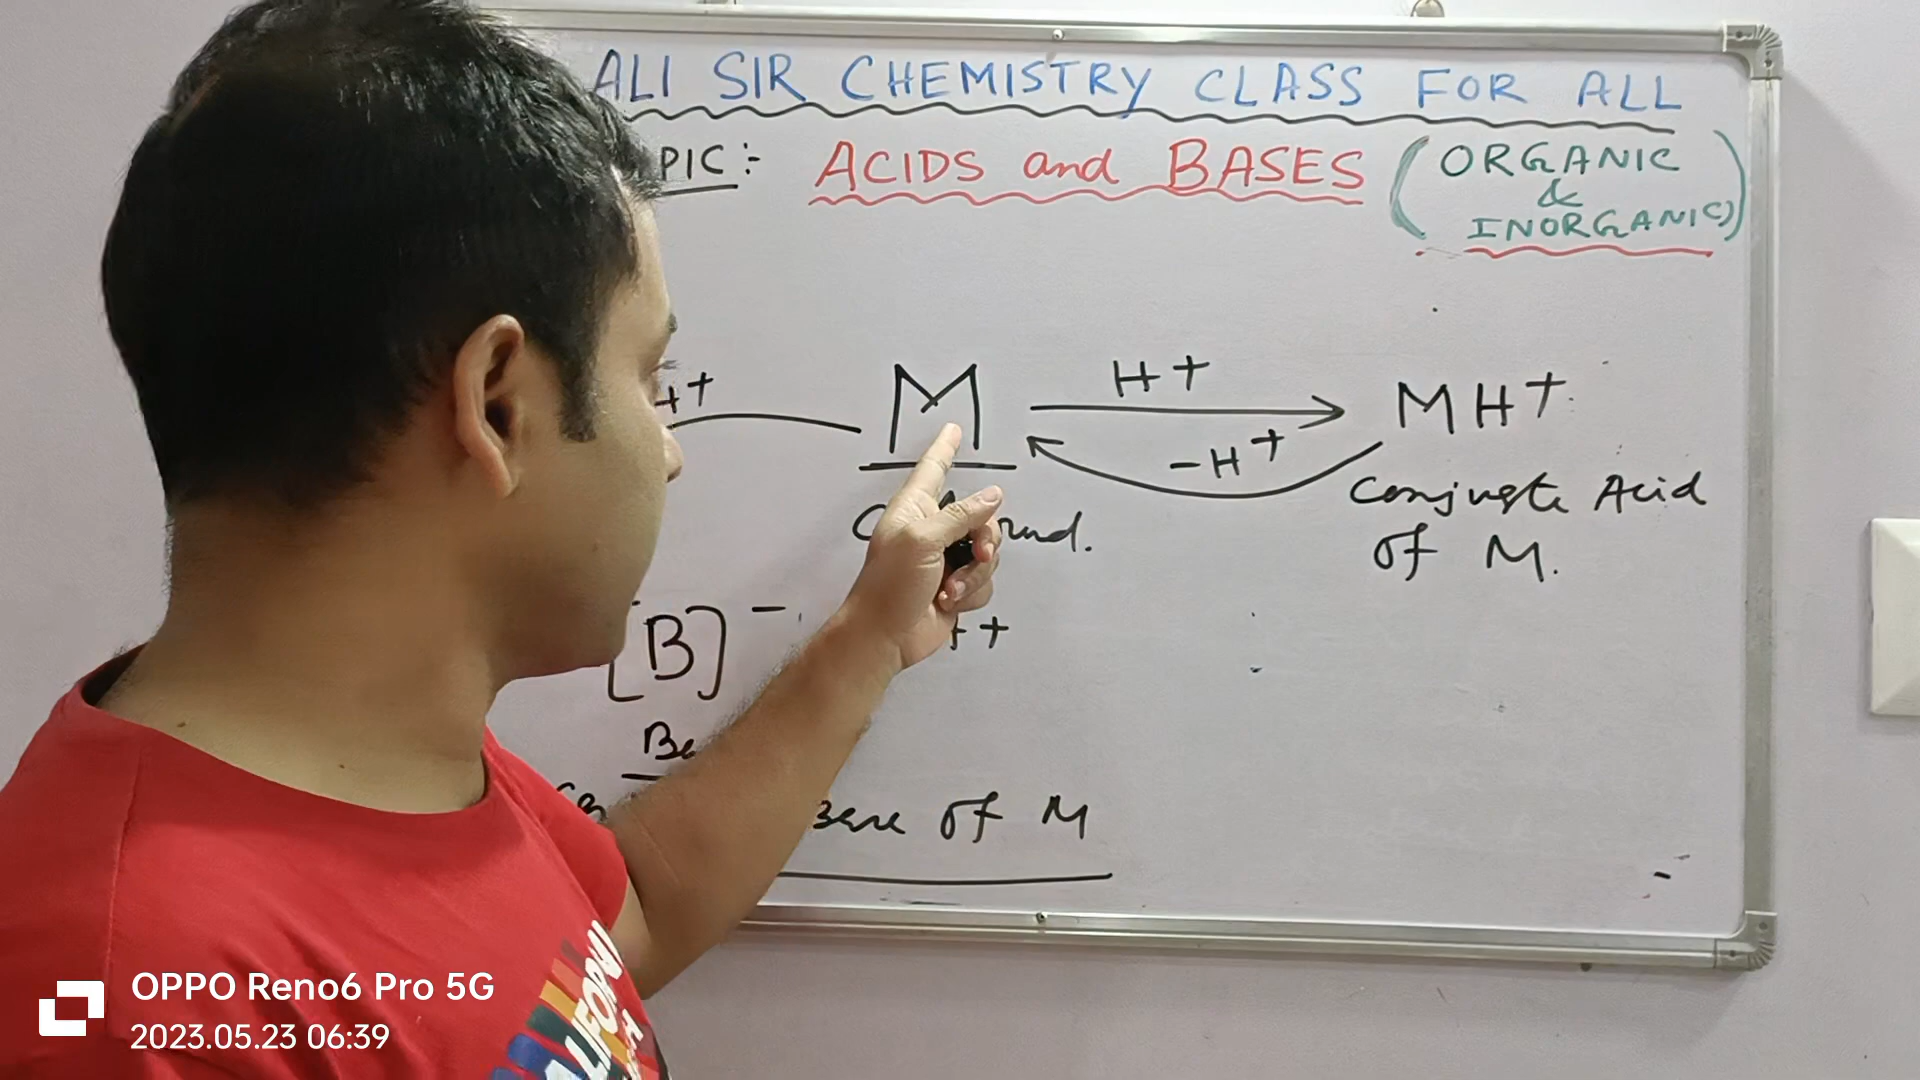 ALI SIR CHEMISTRY CLASS FOR ALL
PIC:- ACIDS and BASES (ORGANIC
&
INORGANIC)
H+ M H+ MH+
-H+
Conjugate Acid
of M.
[B]-
Base of M
OPPO Reno6 Pro 5G
2023.05.23 06:39